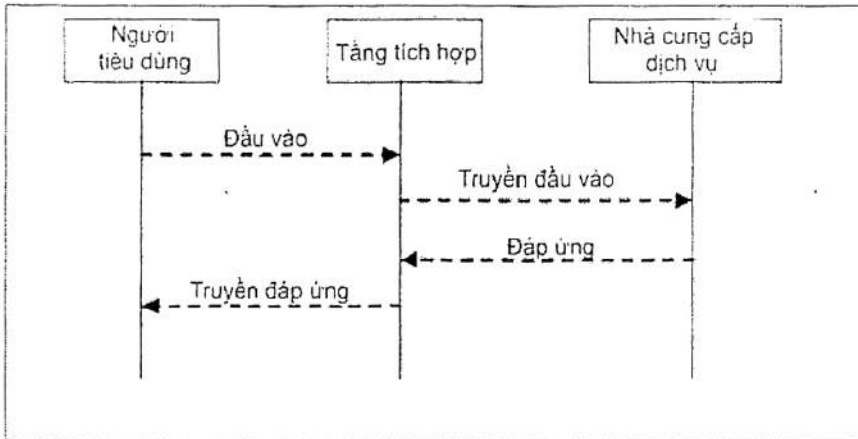 Người
tiêu dùng
Tầng tích hợp
Nhà cung cấp
dịch vụ
Đầu vào
Truyền đầu vào
Đáp ứng
Truyền đáp ứng